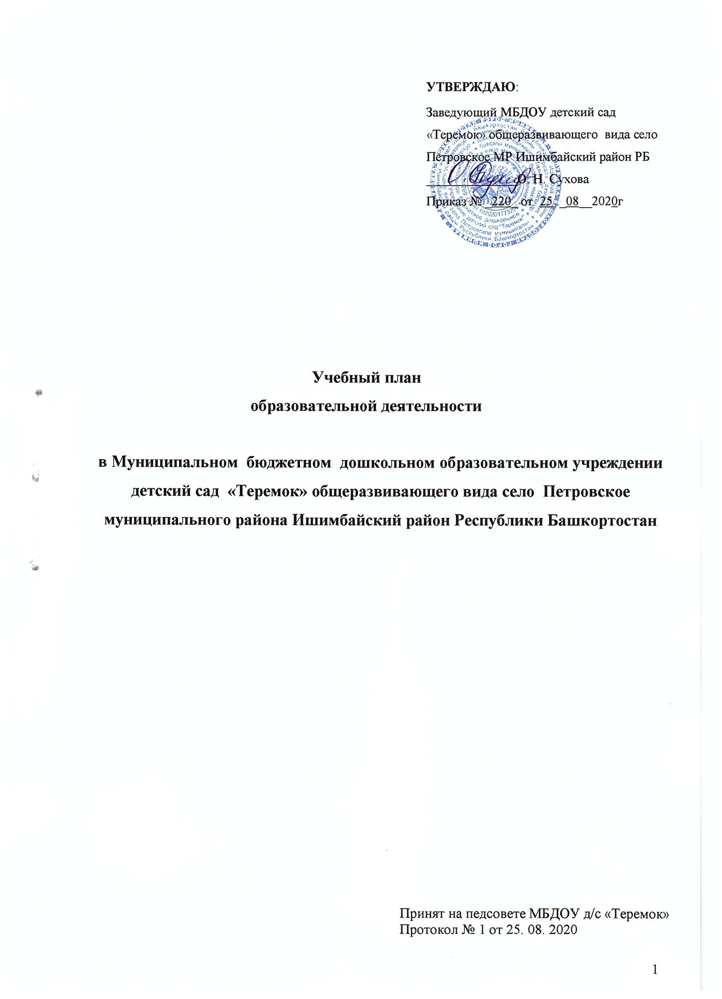 УТВЕРЖДАЮ:
Заведующий МБДОУ детский сад
«Теремок» общеразвивающего вида село
Петровское МР Ишимбайский район РБ
О. Н. Сухова
Приказ № _220_ от _25_._08__2020г
Учебный план
образовательной деятельности
в Муниципальном бюджетном дошкольном образовательном учреждении
детский сад «Теремок» общеразвивающего вида село Петровское
муниципального района Ишимбайский район Республики Башкортостан
Принят на педсовете МБДОУ д/с «Теремок»
Протокол № 1 от 25. 08. 2020
1